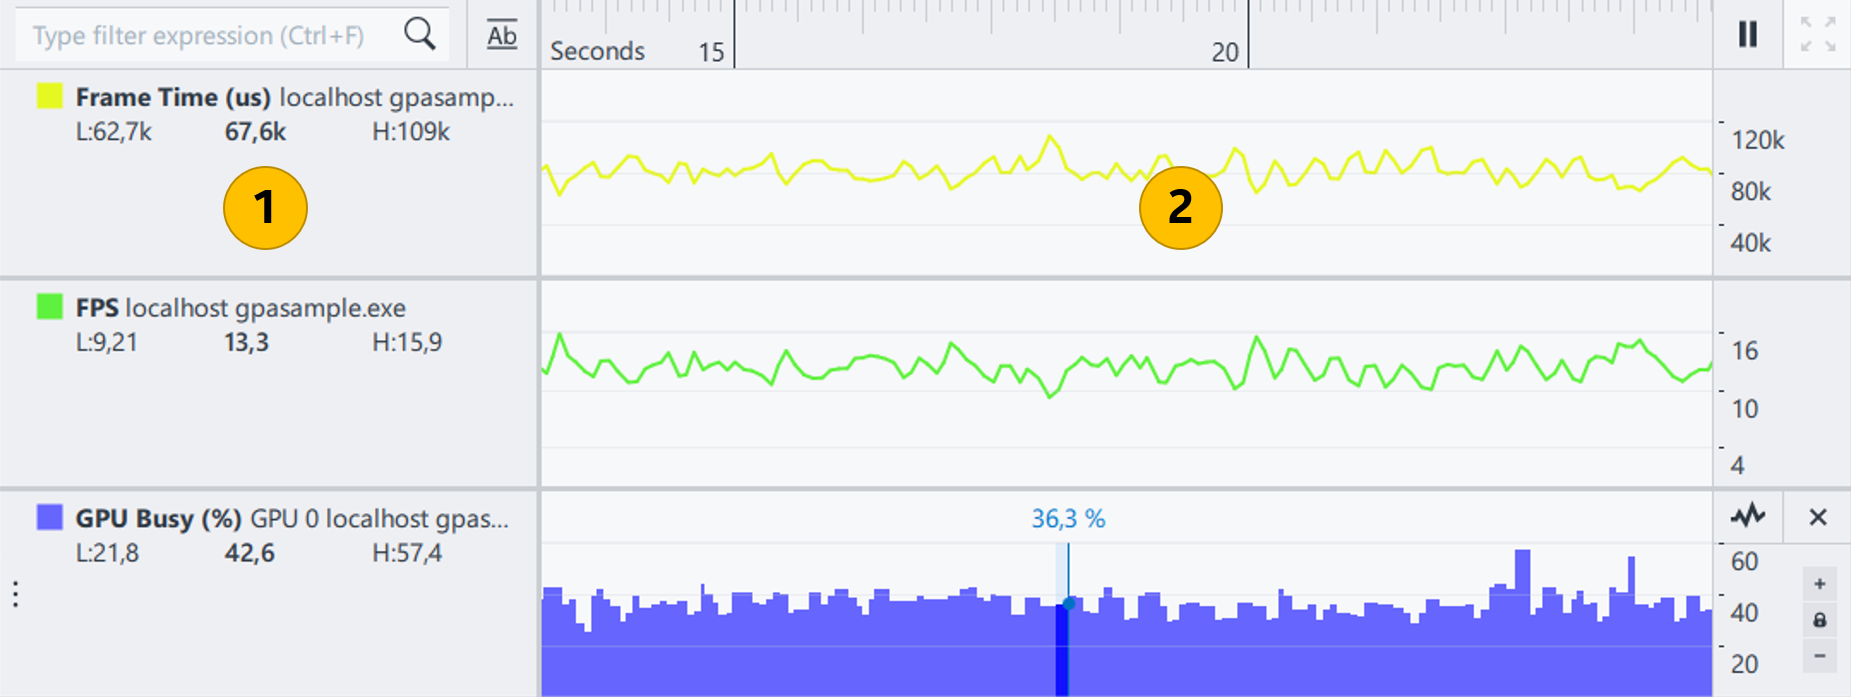 Type filter expression (Ctrl+F)
Ab
Seconds
15
20
Frame Time (us) localhost gpasamp...
L:62,7k 67,6k H:109k
1
2
120k
80k
40k
FPS localhost gpasample.exe
L:9,21 13,3 H:15,9
16
10
4
GPU Busy (%) GPU 0 localhost gpas...
L:21,8 42,6 H:57,4
36,3 %
60
40
20